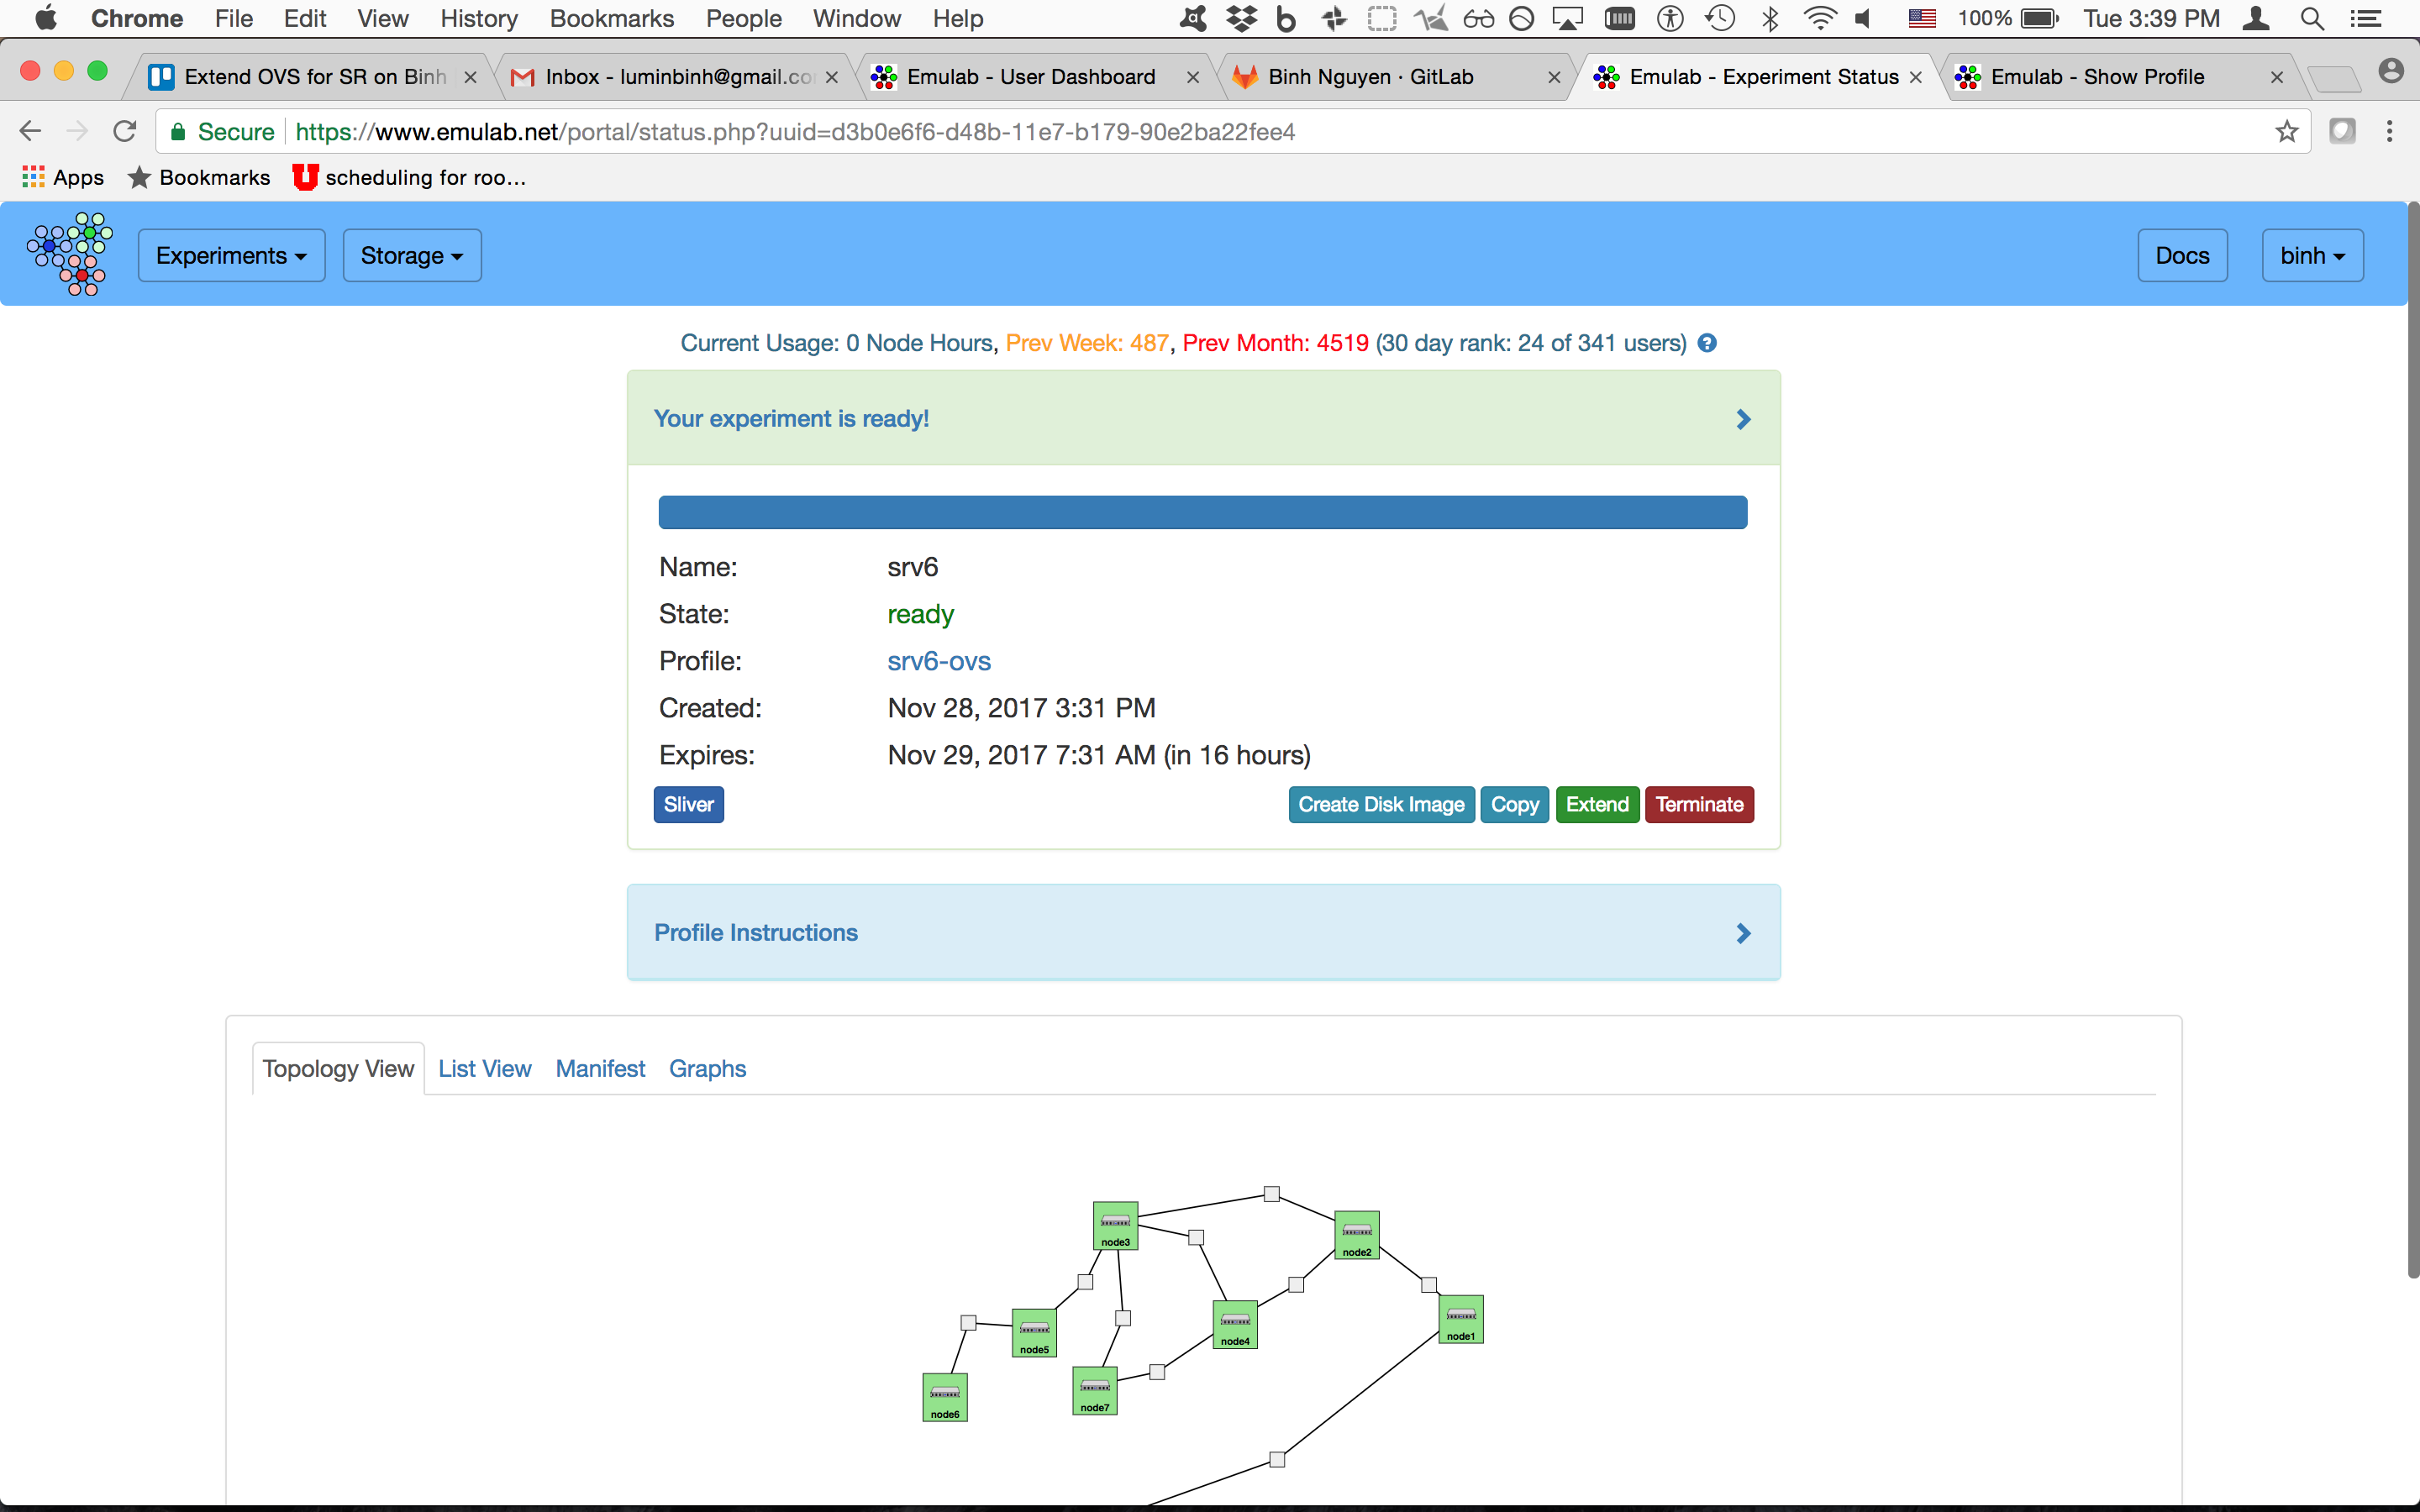 Chrome File Edit View History Bookmarks People Window Help 100% Tue 3:39 PM
Extend OVS for SR on Binh Inbox - luminbinh@gmail.co Emulab - User Dashboard Binh Nguyen · GitLab Emulab - Experiment Status Emulab - Show Profile
Secure https://www.emulab.net/portal/status.php?uuid=d3b0e6f6-d48b-11e7-b179-90e2ba22fee4
Apps Bookmarks scheduling for roo...
Experiments Storage Docs binh
Current Usage: 0 Node Hours, Prev Week: 487, Prev Month: 4519 (30 day rank: 24 of 341 users) ?
Your experiment is ready!
Name: srv6
State: ready
Profile: srv6-ovs
Created: Nov 28, 2017 3:31 PM
Expires: Nov 29, 2017 7:31 AM (in 16 hours)
Sliver Create Disk Image Copy Extend Terminate
Profile Instructions
Topology View List View Manifest Graphs
node3
node2
node1
node4
node5
node7
node6